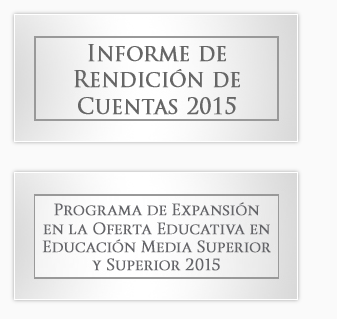 Informe de
Rendición de
Cuentas 2015
Programa de Expansión
en la Oferta Educativa en
Educación Media Superior
y Superior 2015